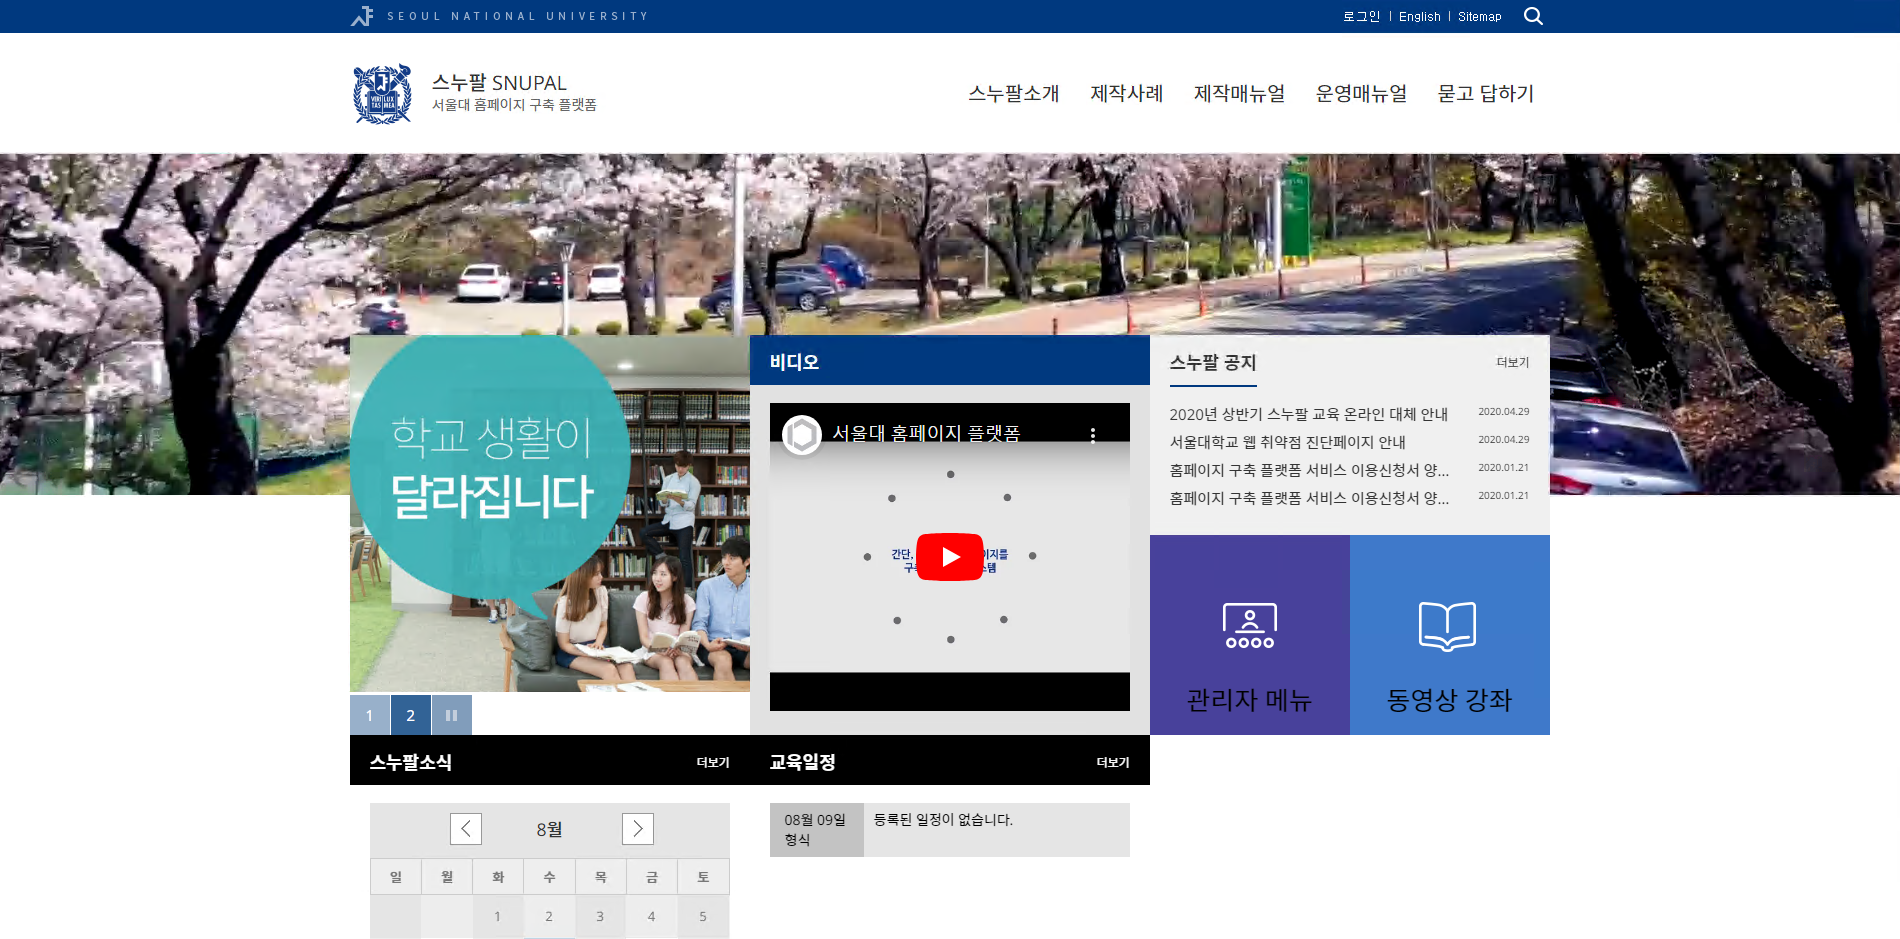 SEOUL NATIONAL UNIVERSITY
로그인 | English | Sitemap
스누팔 SNUPAL
서울대 홈페이지 구축 플랫폼
스누팔소개 제작사례 제작매뉴얼 운영매뉴얼 묻고 답하기
학교 생활이
달라집니다
1 2
비디오
서울대 홈페이지 플랫폼
간단,
이지를
스누팔 공지 더보기
2020년 상반기 스누팔 교육 온라인 대체 안내 2020.04.29
서울대학교 웹 취약점 진단페이지 안내 2020.04.29
홈페이지 구축 플랫폼 서비스 이용신청서 양... 2020.01.21
홈페이지 구축 플랫폼 서비스 이용신청서 양... 2020.01.21
관리자 메뉴
동영상 강좌
스누팔소식 더보기
8월
일 월 화 수 목 금 토
1 2 3 4 5
교육일정 더보기
08월 09일 등록된 일정이 없습니다.
형식